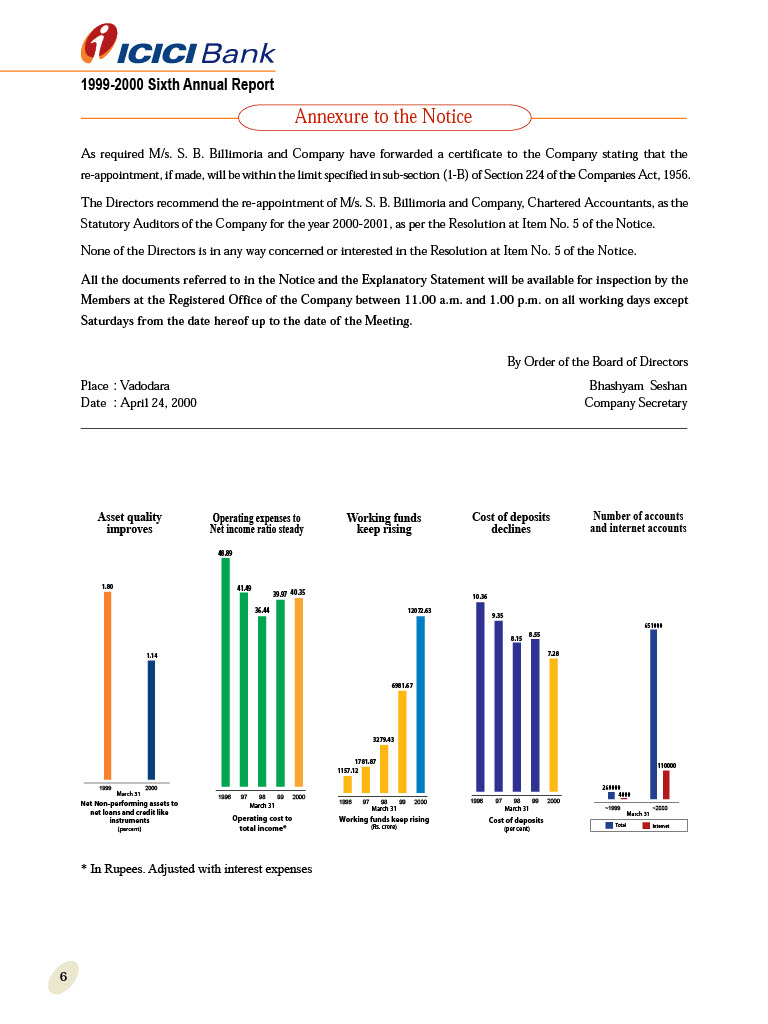 i ICICI Bank
1999-2000 Sixth Annual Report
Annexure to the Notice
As required M/s. S. B. Billimoria and Company have forwarded a certificate to the Company stating that the
re-appointment, if made, will be within the limit specified in sub-section (1-B) of Section 224 of the Companies Act, 1956.
The Directors recommend the re-appointment of M/s. S. B. Billimoria and Company, Chartered Accountants, as the
Statutory Auditors of the Company for the year 2000-2001, as per the Resolution at Item No. 5 of the Notice.
None of the Directors is in any way concerned or interested in the Resolution at Item No. 5 of the Notice.
All the documents referred to in the Notice and the Explanatory Statement will be available for inspection by the
Members at the Registered Office of the Company between 11.00 a.m. and 1.00 p.m. on all working days except
Saturdays from the date hereof up to the date of the Meeting.
By Order of the Board of Directors
Place : Vadodara
Bhashyam Seshan
Date : April 24, 2000
Company Secretary
Asset quality
improves
1.80
1.14
1999 2000
March 31
Net Non-performing assets to
net loans and credit like
instruments
(percent)
Operating expenses to
Net income ratio steady
48.89
41.49
36.44
39.97
40.35
1996 97 98 99 2000
March 31
Operating cost to
total income*
Working funds
keep rising
1157.12
1781.87
3279.43
6981.67
12072.63
1996 97 98 99 2000
March 31
Working funds keep rising
(Rs. crore)
Cost of deposits
declines
10.36
9.35
8.15
8.55
7.28
1996 97 98 99 2000
March 31
Cost of deposits
(per cent)
Number of accounts
and internet accounts
260000
4000
651000
110000
~1999 ~2000
March 31
Total Internet
* In Rupees. Adjusted with interest expenses
6